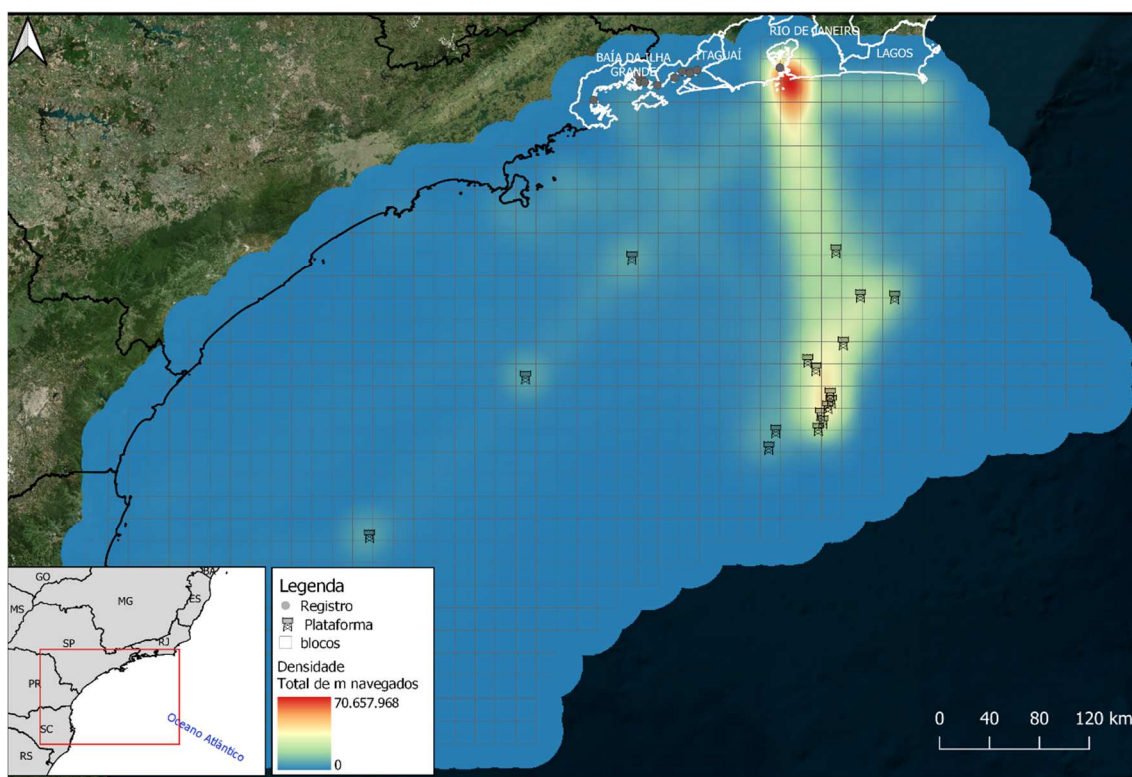 RIO DE JANEIRO
BAÍA DA ILHA
GRANDE
ITAGUAÍ
LAGOS
GO
BA
MS
MG
ES
SP
RJ
PR
SC
RS
Oceano Atlântico
Legenda
Registro
Plataforma
blocos
Densidade
Total de m navegados
70.657.968
0
0 40 80 120 km